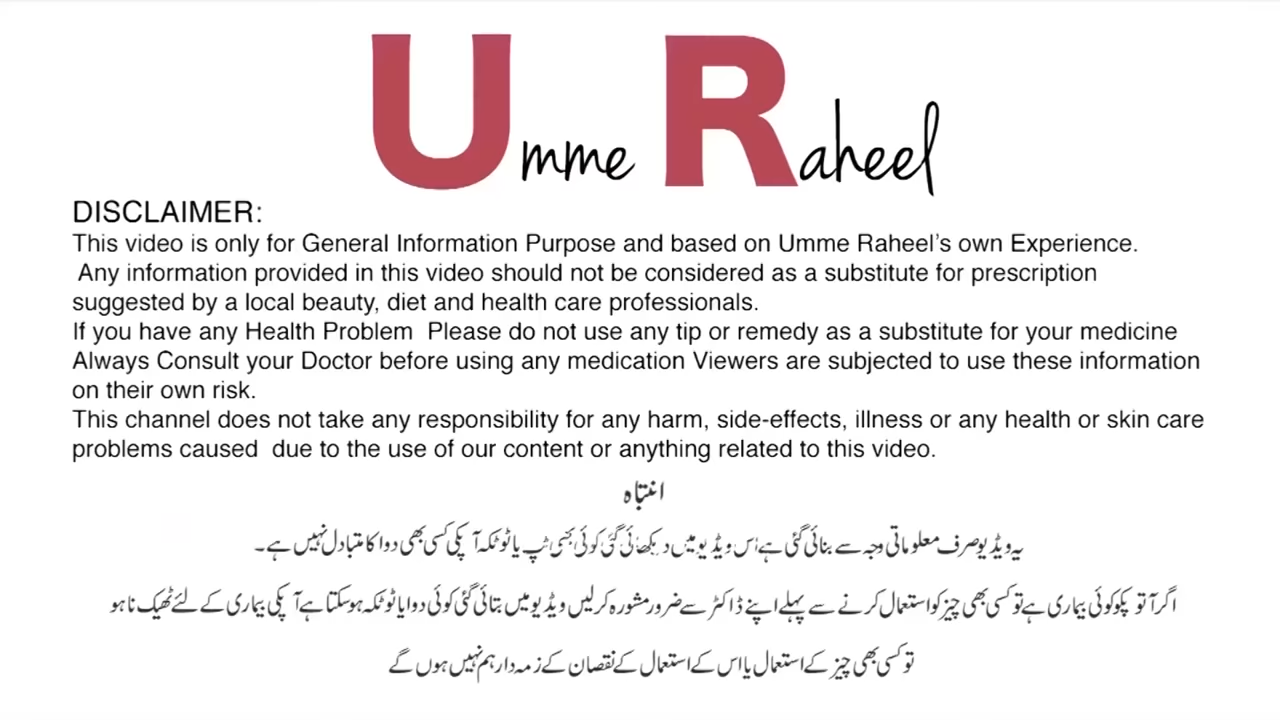 Umme Raheel
DISCLAIMER:
This video is only for General Information Purpose and based on Umme Raheel’s own Experience.
Any information provided in this video should not be considered as a substitute for prescription
suggested by a local beauty, diet and health care professionals.
If you have any Health Problem  Please do not use any tip or remedy as a substitute for your medicine
Always Consult your Doctor before using any medication Viewers are subjected to use these information
on their own risk.
This channel does not take any responsibility for any harm, side-effects, illness or any health or skin care
problems caused  due to the use of our content or anything related to this video.
انتباہ
یہ ویڈیو صرف معلوماتی وجہ سے بنائی گئی ہے اس ویڈیو میں دیکھائی گئی کوئی بھی ٹپ یا ٹوٹکہ آپکی کسی بھی دوا کا متبادل نہیں ہے۔
اگر آتو پکو کوئی بیماری ہے تو کسی بھی چیز کو استعمال کرنے سے پہلے اپنے ڈاکٹر سے ضرور مشورہ کرلیں ویڈیو میں بتائی گئی کوئی دوا یا ٹوٹکہ ہوسکتا ہے آپکی بیماری کے لئے ٹھیک نا ہو
تو کسی بھی چیز کے استعمال یا اس کے استعمال کے نقصان کے زمہ دار ہم نہیں ہوں گے